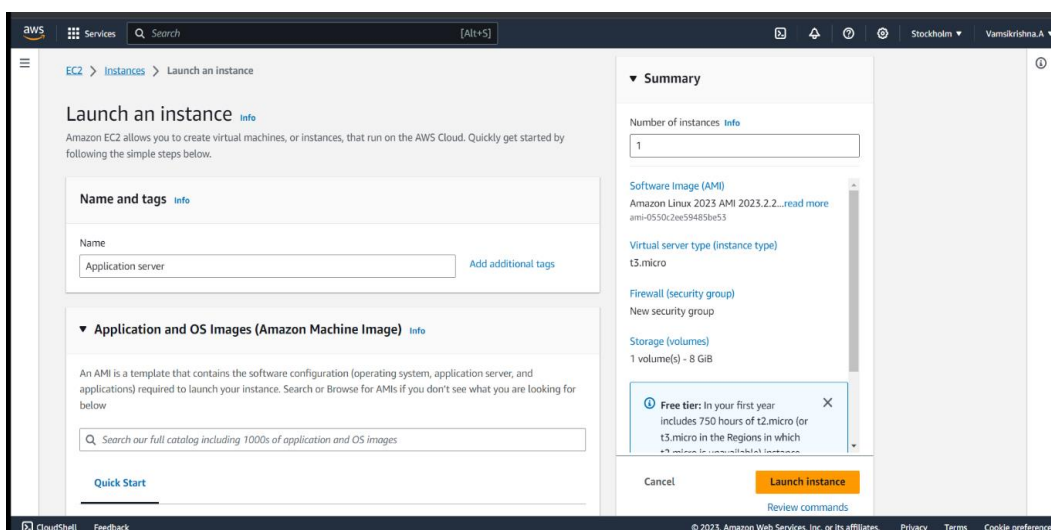 aws
Services
Search
[Alt+S]
Stockholm
Vamsikrishna.A
EC2 > Instances > Launch an instance
Launch an instance Info
Amazon EC2 allows you to create virtual machines, or instances, that run on the AWS Cloud. Quickly get started by
following the simple steps below.
Name and tags Info
Name
Application server
Add additional tags
Application and OS Images (Amazon Machine Image) Info
An AMI is a template that contains the software configuration (operating system, application server, and
applications) required to launch your instance. Search or Browse for AMIs if you don't see what you are looking for
below
Search our full catalog including 1000s of application and OS images
Quick Start
Summary
Number of instances Info
1
Software Image (AMI)
Amazon Linux 2023 AMI 2023.2.2...read more
ami-0550c2ee59485be53
Virtual server type (instance type)
t3.micro
Firewall (security group)
New security group
Storage (volumes)
1 volume(s) - 8 GiB
Free tier: In your first year
includes 750 hours of t2.micro (or
t3.micro in the Regions in which
t2.micro is unavailable) instance
Cancel
Launch instance
Review commands
CloudShell Feedback
© 2023, Amazon Web Services, Inc. or its affiliates. Privacy Terms Cookie preference